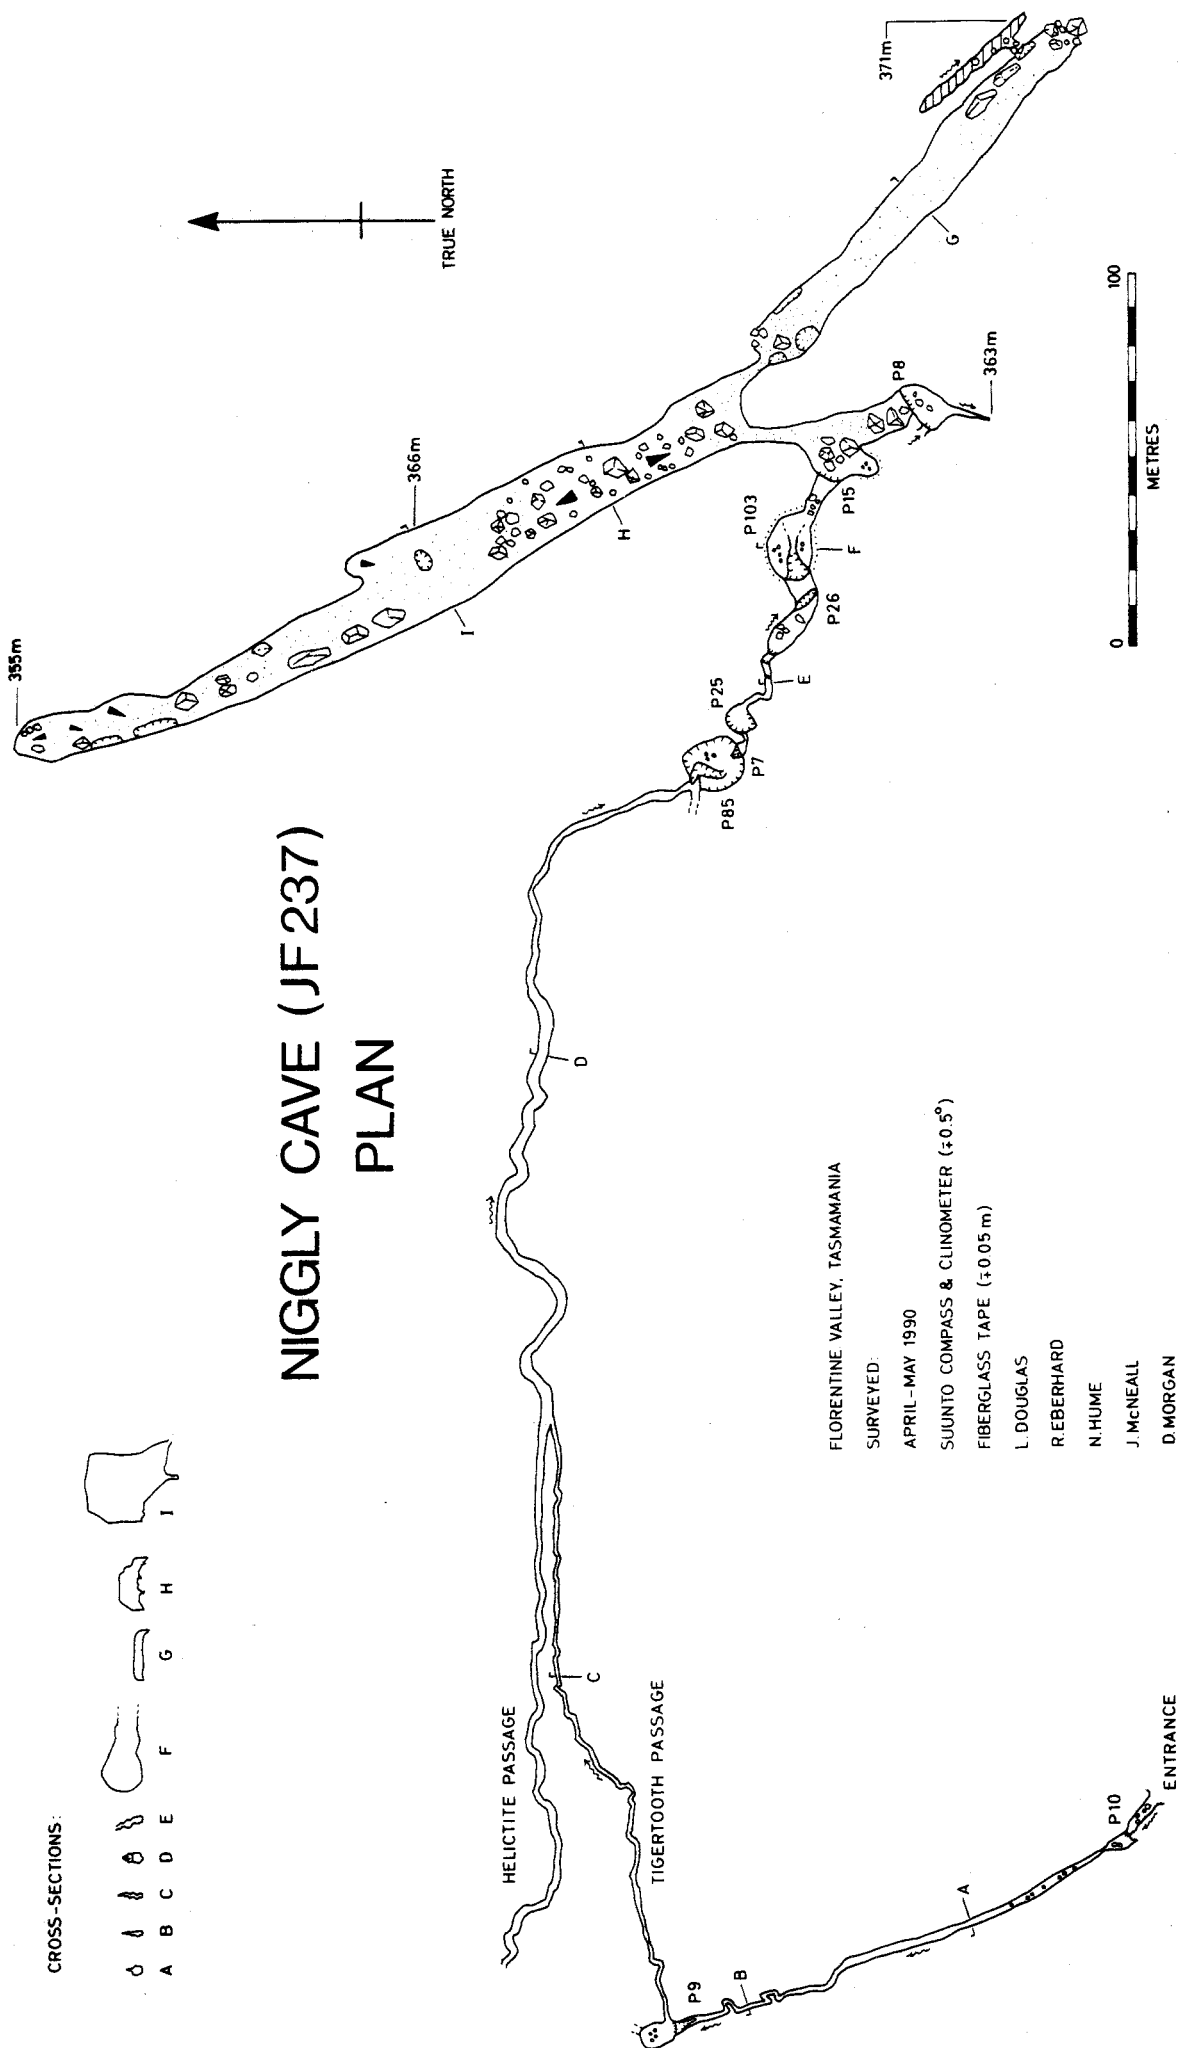 NIGGLY CAVE (JF237)
PLAN
CROSS-SECTIONS:
A B C D E F G H I
HELICTITE PASSAGE
TIGERTOOTH PASSAGE
ENTRANCE
P10
A
B
P9
C
D
P85
P7
P25
E
P26
P103
F
P15
P8
363m
G
371m
H
I
366m
355m
TRUE NORTH
0
100
METRES
FLORENTINE VALLEY, TASMAMANIA
SURVEYED:
APRIL-MAY 1990
SUUNTO COMPASS & CLINOMETER (∓0.5°)
FIBERGLASS TAPE (∓0.05 m)
L.DOUGLAS
R.EBERHARD
N.HUME
J.McNEALL
D.MORGAN